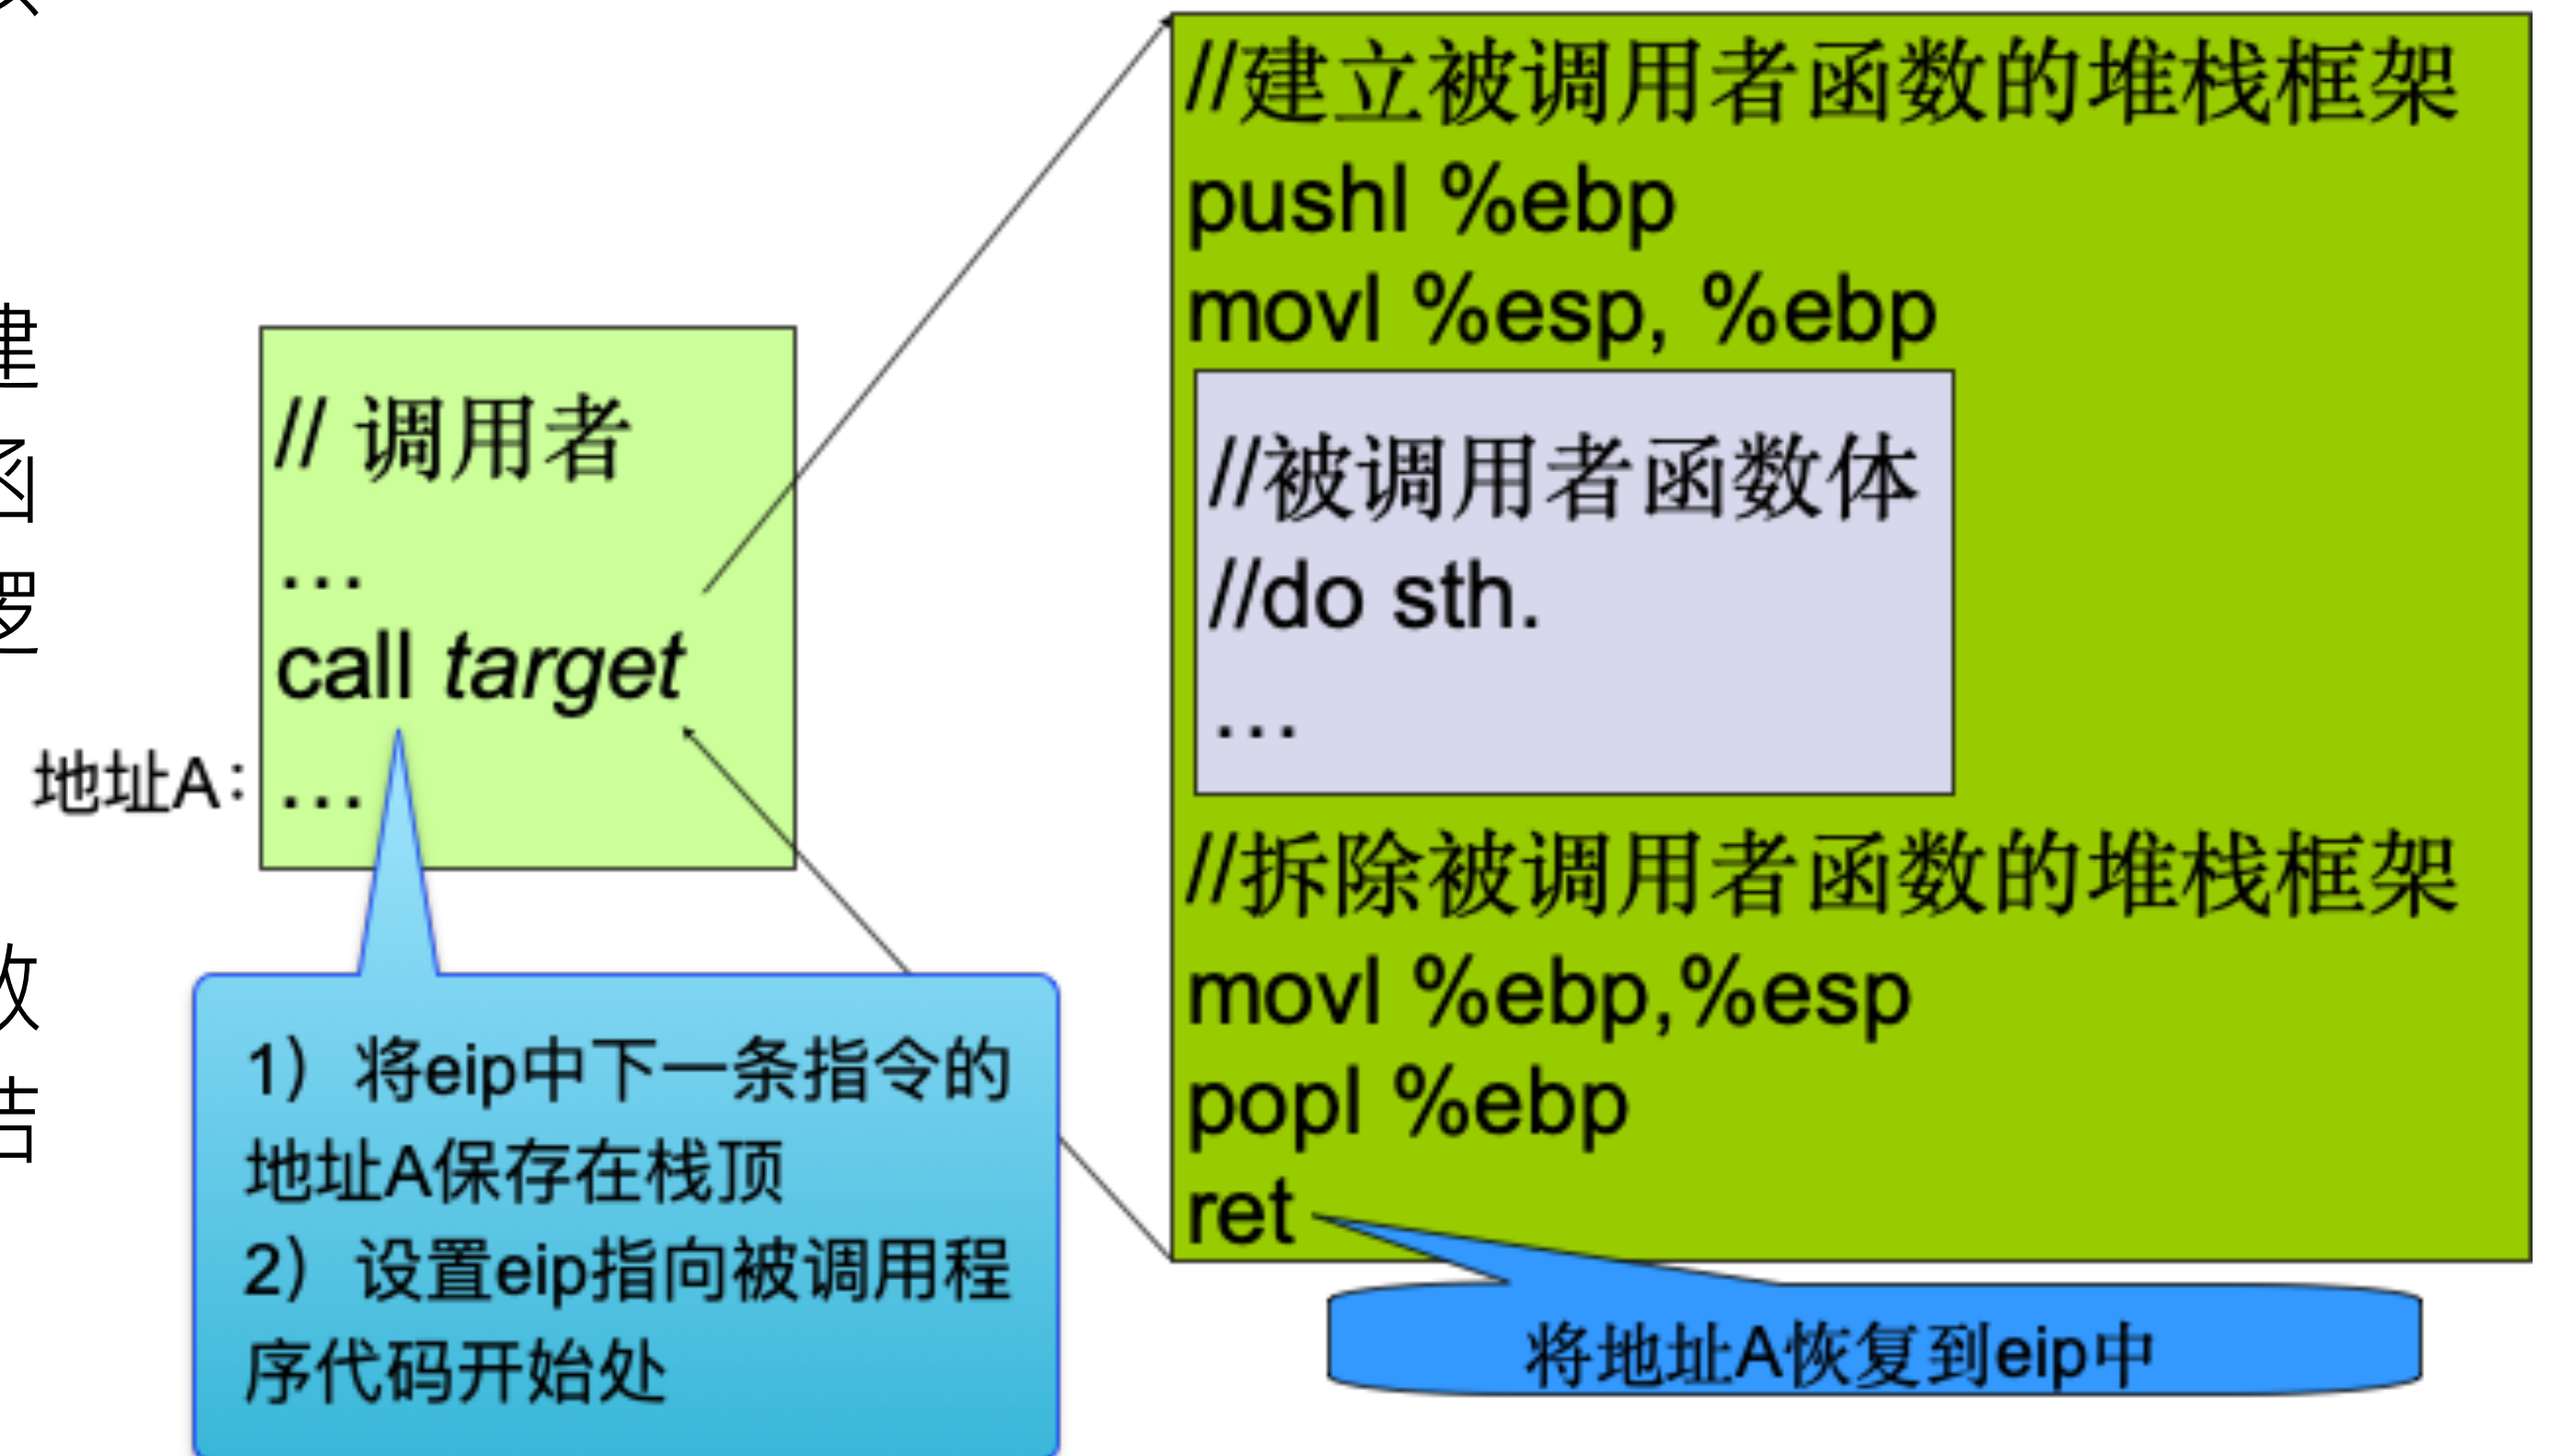 建
函
逻
// 调用者
…
call target
地址A：
…
1） 将eip中下一条指令的
地址A保存在栈顶
2） 设置eip指向被调用程
序代码开始处
//建立被调用者函数的堆栈框架
pushl %ebp
movl %esp, %ebp
//被调用者函数体
//do sth.
…
//拆除被调用者函数的堆栈框架
movl %ebp,%esp
popl %ebp
ret
将地址A恢复到eip中